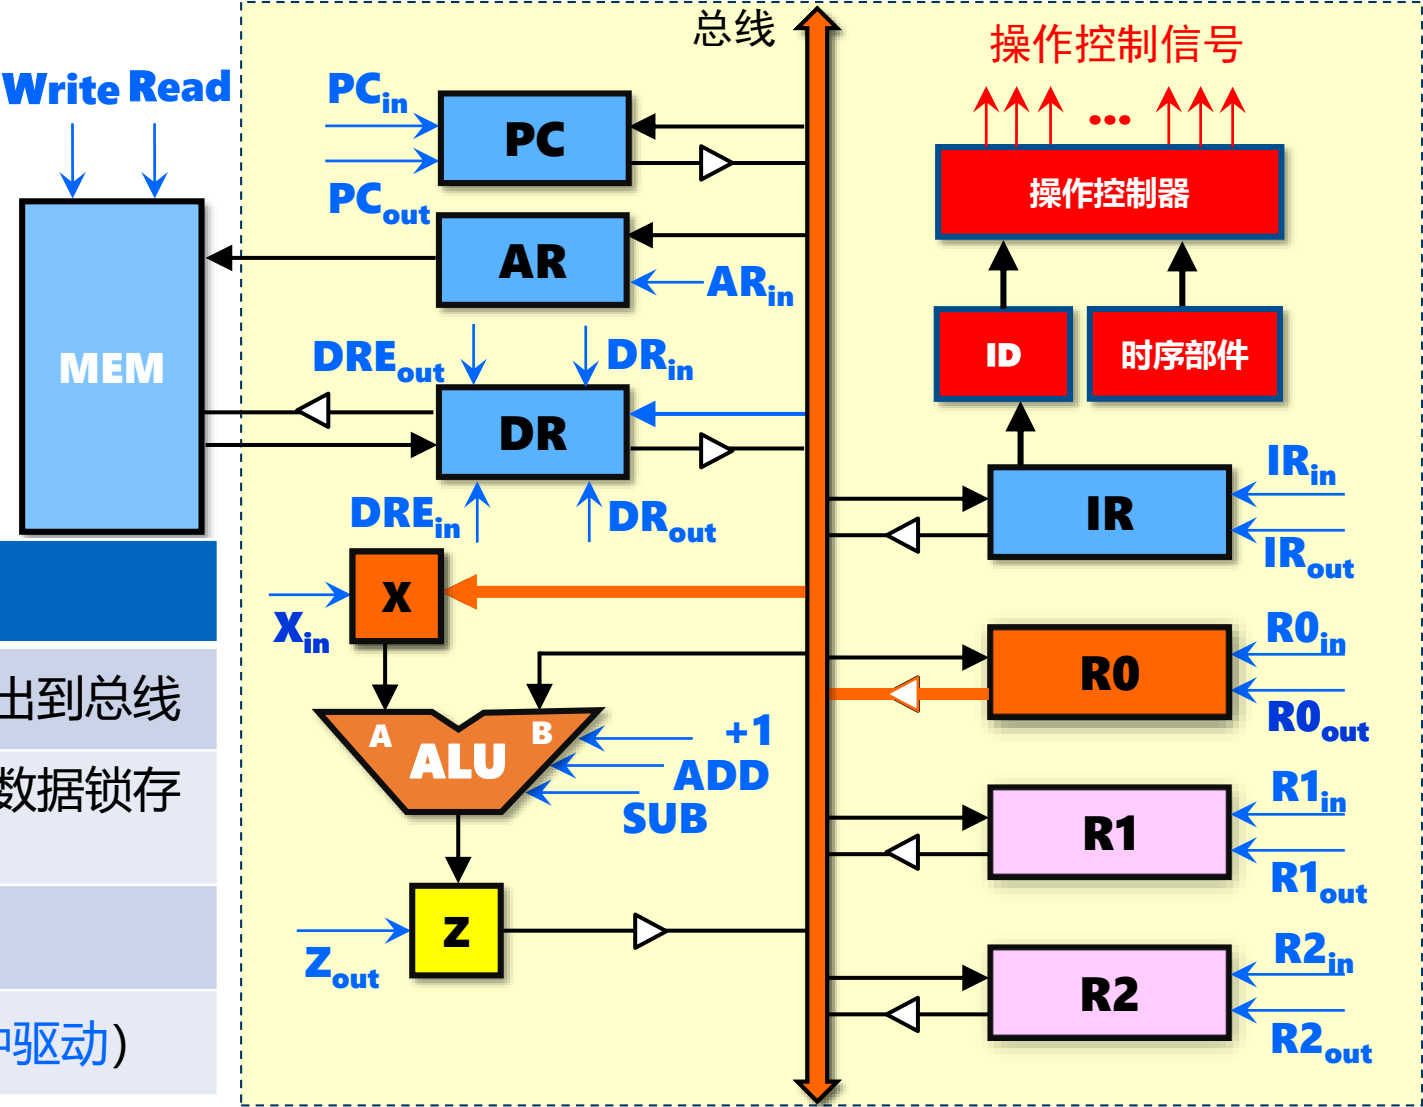 总线
操作控制信号
Write Read
PCin
PC
PCout
操作控制器
AR
ARin
MEM
DREout
DRin
DR
DREin
DRout
ID
时序部件
IRin
IR
IRout
X
Xin
R0in
R0
R0out
出到总线
A
B
ALU
+1
ADD
SUB
数据锁存
R1in
R1
R1out
Z
Zout
R2in
R2
R2out
驱动）